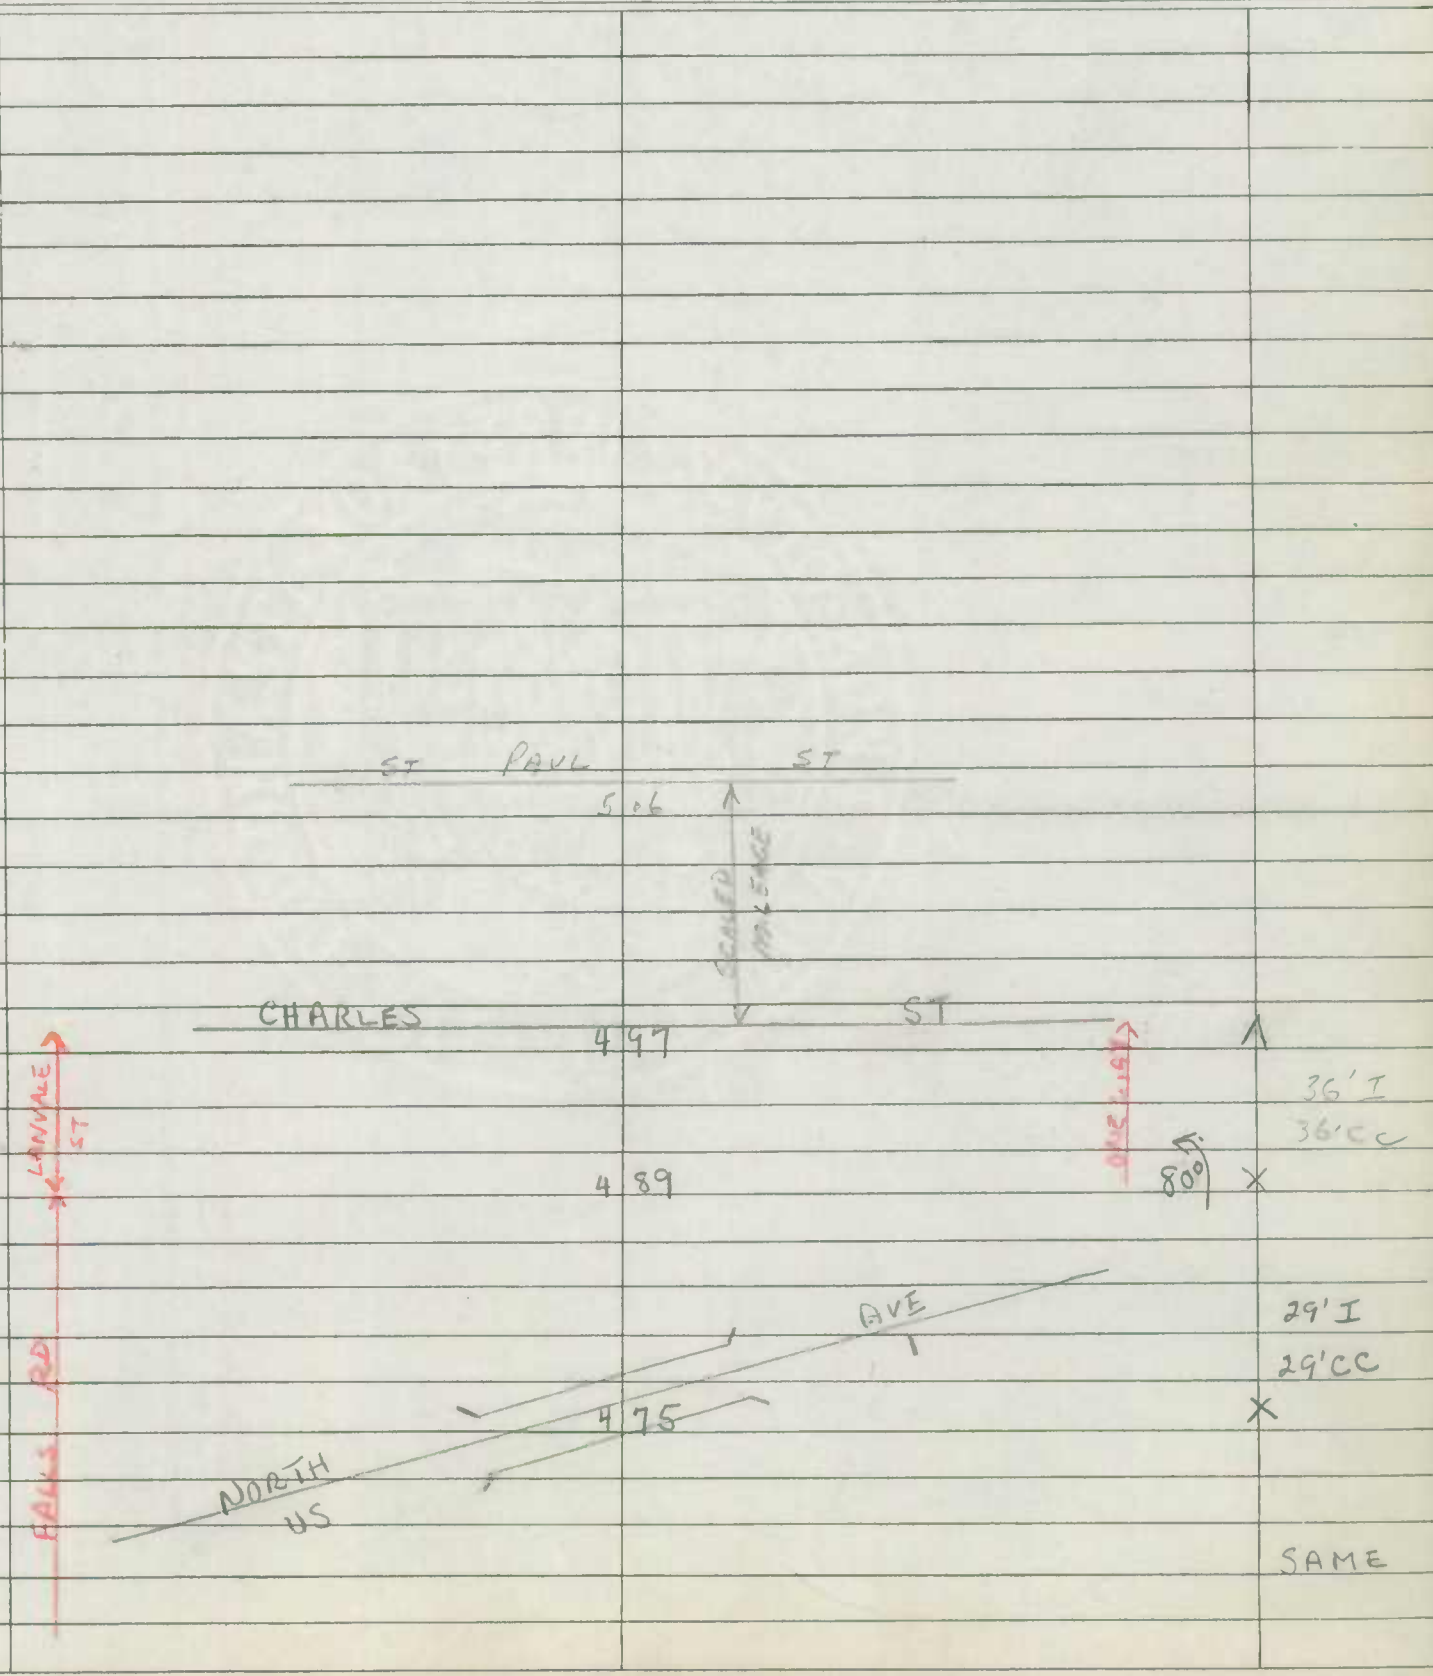 ST PAUL ST
5.06
SCALED
MILEAGE
CHARLES ST
4 97
LANVALE
ST
36' I
36' CC
4 89
80°
AVE
29' I
29' CC
4 75
FALLS RD
NORTH
US
SAME